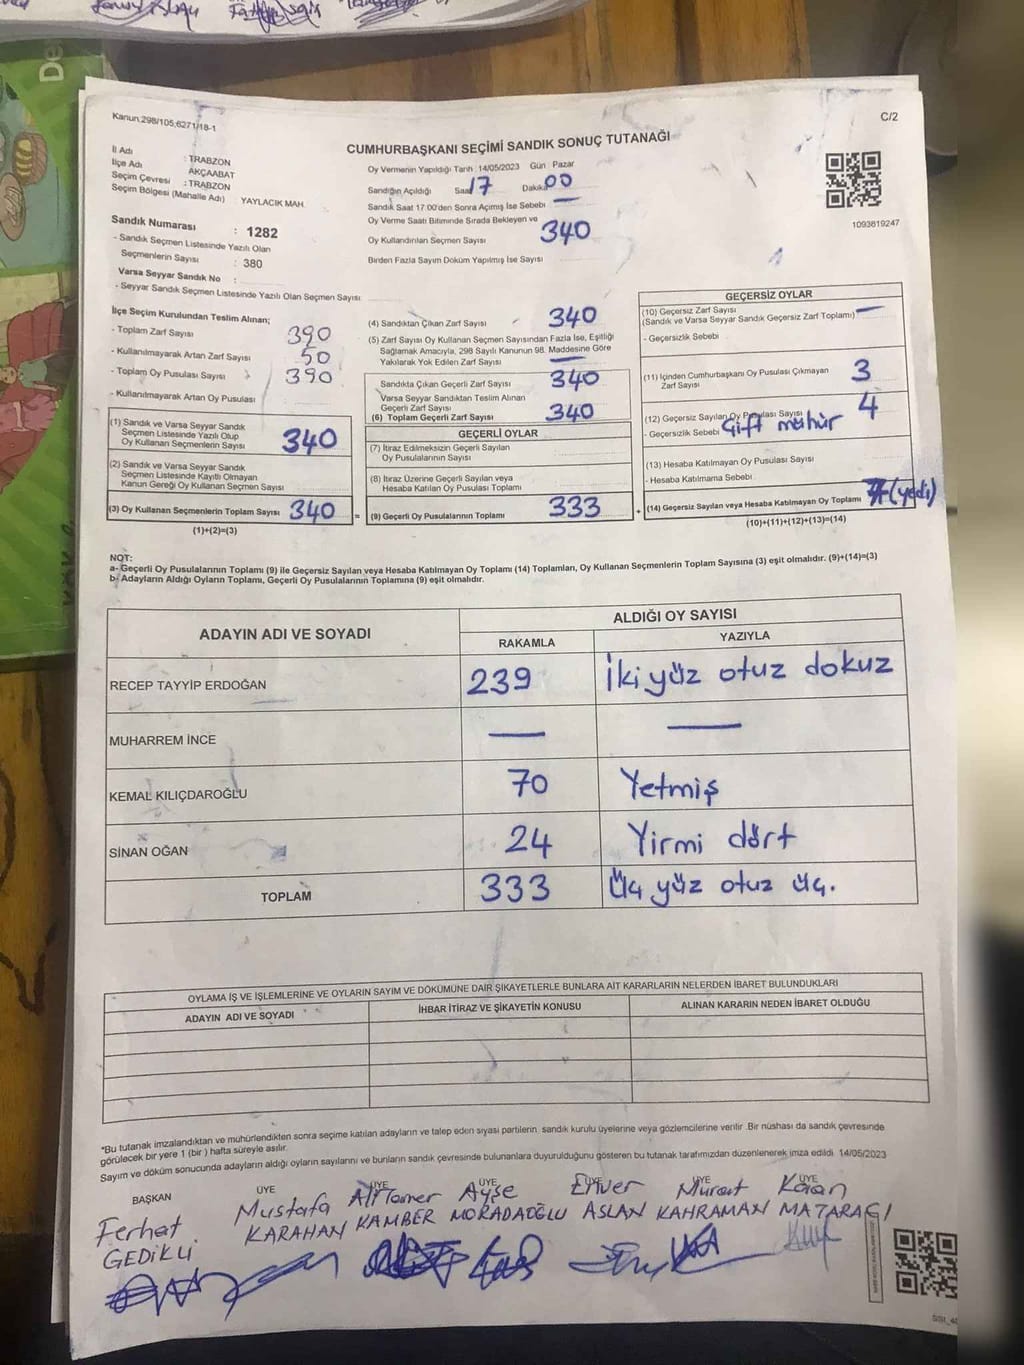 Kanun.298/105,6271/18-1
C/2
CUMHURBAŞKANI SEÇİMİ SANDIK SONUÇ TUTANAĞI
İl Adı : TRABZON
İlçe Adı AKÇAABAT
Seçim Çevresi : TRABZON
Seçim Bölgesi (Mahalle Adı) YAYLACIK MAH.
Sandık Numarası : 1282
- Sandık Seçmen Listesinde Yazılı Olan
Seçmenlerin Sayısı : 380
Varsa Seyyar Sandık No :
- Seyyar Sandık Seçmen Listesinde Yazılı Olan Seçmen Sayısı
Oy Vermenin Yapıldığı Tarih : 14/05/2023 Gün Pazar
Sandığın Açıldığı Saat 17 Dakika 00
Sandık Saat 17.00'den Sonra Açımış İse Sebebi —
Oy Verme Saati Bitiminde Sırada Bekleyen ve
Oy Kullandırılan Seçmen Sayısı 340
Birden Fazla Sayım Döküm Yapılmış İse Sayısı
1093819247
İlçe Seçim Kurulundan Teslim Alınan;
- Toplam Zarf Sayısı 390
- Kullanılmayarak Artan Zarf Sayısı 50
- Toplam Oy Pusulası Sayısı 390
- Kullanılmayarak Artan Oy Pusulası
(1) Sandık ve Varsa Seyyar Sandık
Seçmen Listesinde Yazılı Olup
Oy Kullanan Seçmenlerin Sayısı 340
(2) Sandık ve Varsa Seyyar Sandık
Seçmen Listesinde Kayıtlı Olmayan
Kanun Gereği Oy Kullanan Seçmen Sayısı
(3) Oy Kullanan Seçmenlerin Toplam Sayısı 340 =
(1)+(2)=(3)
(4) Sandıktan Çıkan Zarf Sayısı 340
(5) Zarf Sayısı Oy Kullanan Seçmen Sayısından Fazla İse, Eşitliği
Sağlamak Amacıyla, 298 Sayılı Kanunun 98. Maddesine Göre
Yakılarak Yok Edilen Zarf Sayısı —
Sandıkta Çıkan Geçerli Zarf Sayısı 340
Varsa Seyyar Sandıktan Teslim Alınan
Geçerli Zarf Sayısı
(6) Toplam Geçerli Zarf Sayısı 340
GEÇERLİ OYLAR
(7) İtiraz Edilmeksizin Geçerli Sayılan
Oy Pusulalarının Sayısı
(8) İtiraz Üzerine Geçerli Sayılan veya
Hesaba Katılan Oy Pusulaları Toplamı
(9) Geçerli Oy Pusulalarının Toplamı 333 +
GEÇERSİZ OYLAR
(10) Geçersiz Zarf Sayısı —
(Sandık ve Varsa Seyyar Sandık Geçersiz Zarf Toplamı)
- Geçersizlik Sebebi
(11) İçinden Cumhurbaşkanı Oy Pusulası Çıkmayan
Zarf Sayısı 3
(12) Geçersiz Sayılan Oy Pusulası Sayısı 4
- Geçersizlik Sebebi Çift mühür
(13) Hesaba Katılmayan Oy Pusulası Sayısı
- Hesaba Katılmama Sebebi
(14) Geçersiz Sayılan veya Hesaba Katılmayan Oy Toplamı 7 (yedi)
(10)+(11)+(12)+(13)=(14)
NOT:
a- Geçerli Oy Pusulalarının Toplamı (9) ile Geçersiz Sayılan veya Hesaba Katılmayan Oy Toplamı (14) Toplamları, Oy Kullanan Seçmenlerin Toplam Sayısına (3) eşit olmalıdır. (9)+(14)=(3)
b- Adayların Aldığı Oyların Toplamı, Geçerli Oy Pusulalarının Toplamına (9) eşit olmalıdır.
ADAYIN ADI VE SOYADI
ALDIĞI OY SAYISI
RAKAMLA YAZIYLA
RECEP TAYYİP ERDOĞAN 239 İki yüz otuz dokuz
MUHARREM İNCE — —
KEMAL KILIÇDAROĞLU 70 Yetmiş
SİNAN OĞAN 24 Yirmi dört
TOPLAM 333 Üç yüz otuz üç.
OYLAMA İŞ VE İŞLEMLERİNE VE OYLARIN SAYIM VE DÖKÜMÜNE DAİR ŞİKAYETLERLE BUNLARA AİT KARARLARIN NELERDEN İBARET BULUNDUKLARI
ADAYIN ADI VE SOYADI İHBAR İTİRAZ VE ŞİKAYETİN KONUSU ALINAN KARARIN NEDEN İBARET OLDUĞU
*Bu tutanak imzalandıktan ve mühürlendikten sonra seçime katılan adayların ve talep eden siyasi partilerin sandık kurulu üyelerine veya gözlemcilerine verilir. Bir nüshası da sandık çevresinde
görülecek bir yere 1 (bir ) hafta süreyle asılır.
Sayım ve döküm sonucunda adayların aldığı oyların sayılarını ve bunların sandık çevresinde bulunanlara duyurulduğunu gösteren bu tutanak tarafımızdan düzenlenerek imza edildi. 14/05/2023
BAŞKAN ÜYE ÜYE ÜYE ÜYE ÜYE
Ferhat Mustafa Ali Tamer Ayşe Enver Murat Kaan
GEDİKLİ KARAHAN KAMBER MORADAOĞLU ASLAN KAHRAMAN MATARACI